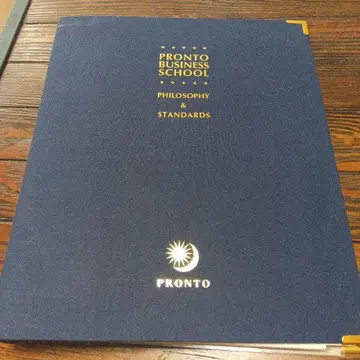 PRONTO
BUSINESS
SCHOOL
PHILOSOPHY
&
STANDARDS
PRONTO